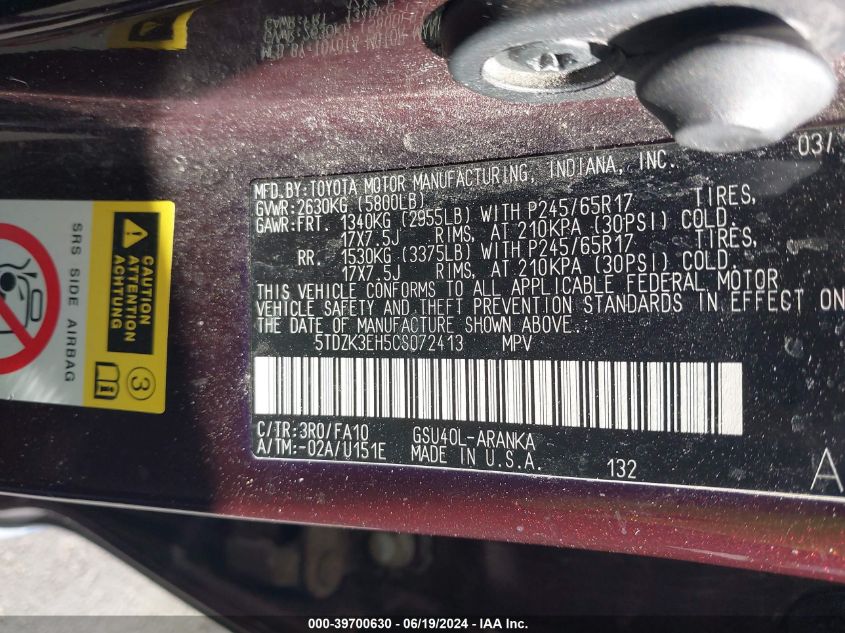 03/
MFD.BY:TOYOTA MOTOR MANUFACTURING, INDIANA, INC.
GVWR:2630KG (5800LB)
GAWR:FRT. 1340KG (2955LB) WITH P245/65R17 TIRES,
17X7.5J RIMS, AT 210KPA (30PSI) COLD.
RR. 1530KG (3375LB) WITH P245/65R17 TIRES,
17X7.5J RIMS, AT 210KPA (30PSI) COLD.
THIS VEHICLE CONFORMS TO ALL APPLICABLE FEDERAL MOTOR
VEHICLE SAFETY AND THEFT PREVENTION STANDARDS IN EFFECT ON
THE DATE OF MANUFACTURE SHOWN ABOVE.
5TDZK3EH5CS072413 MPV
C/TR:3R0/FA10 GSU40L-ARANKA
A/TM:-02A/U151E MADE IN U.S.A.
132
A
CAUTION
ATTENTION
ACHTUNG
SRS SIDE AIRBAG
3
000-39700630 - 06/19/2024 - IAA Inc.